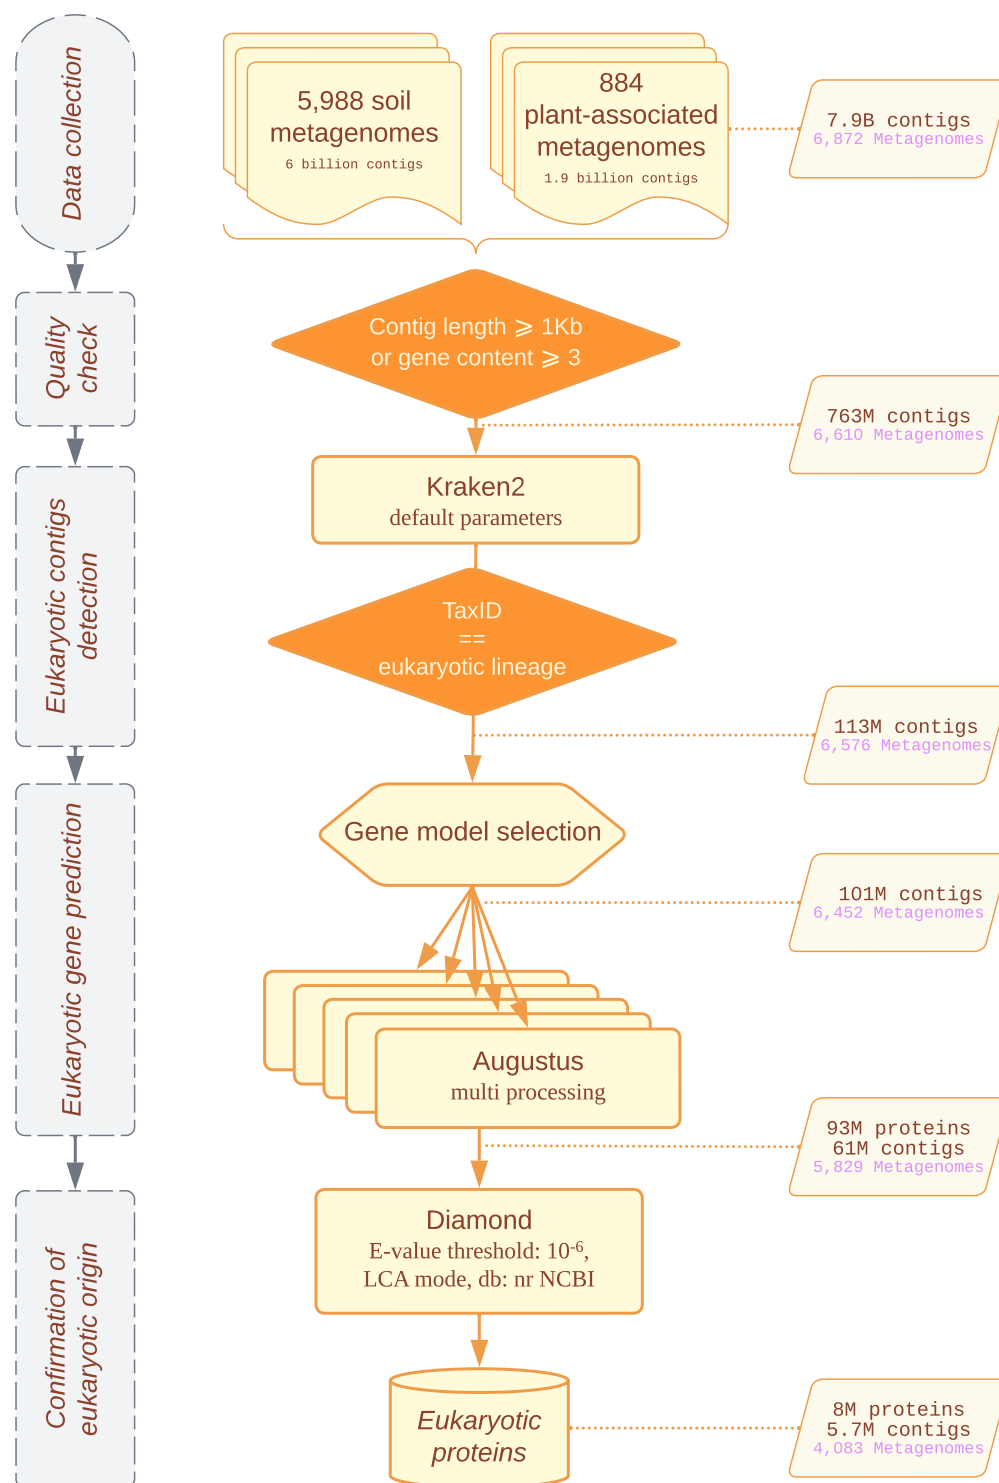 Data collection
5,988 soil
metagenomes
6 billion contigs
884
plant-associated
metagenomes
1.9 billion contigs
7.9B contigs
6,872 Metagenomes
Quality
check
Contig length ⩾ 1Kb
or gene content ⩾ 3
763M contigs
6,610 Metagenomes
Eukaryotic contigs
detection
Kraken2
default parameters
TaxID
==
eukaryotic lineage
113M contigs
6,576 Metagenomes
Eukaryotic gene prediction
Gene model selection
101M contigs
6,452 Metagenomes
Augustus
multi processing
93M proteins
61M contigs
5,829 Metagenomes
Confirmation of
eukaryotic origin
Diamond
E-value threshold: 10⁻⁶,
LCA mode, db: nr NCBI
Eukaryotic
proteins
8M proteins
5.7M contigs
4,083 Metagenomes